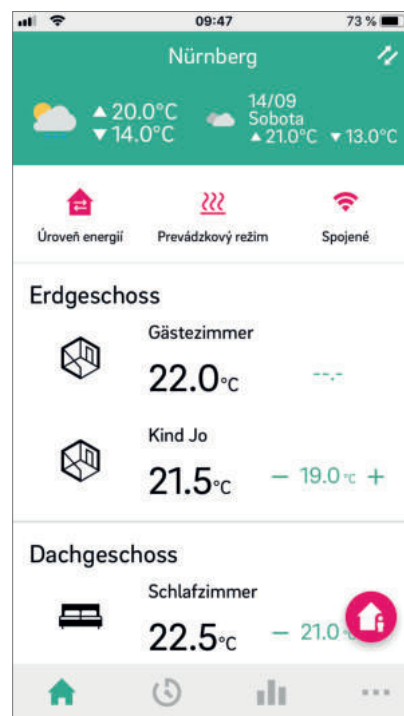 09:47
73 %
Nürnberg
▲ 20.0°C
▼ 14.0°C
14/09
Sobota
▲ 21.0°C ▼ 13.0°C
Úroveň energií
Prevádzkový režim
Spojené
Erdgeschoss
Gästezimmer
22.0°C
--.-
Kind Jo
21.5°C
− 19.0 °C +
Dachgeschoss
Schlafzimmer
22.5°C
− 21.0